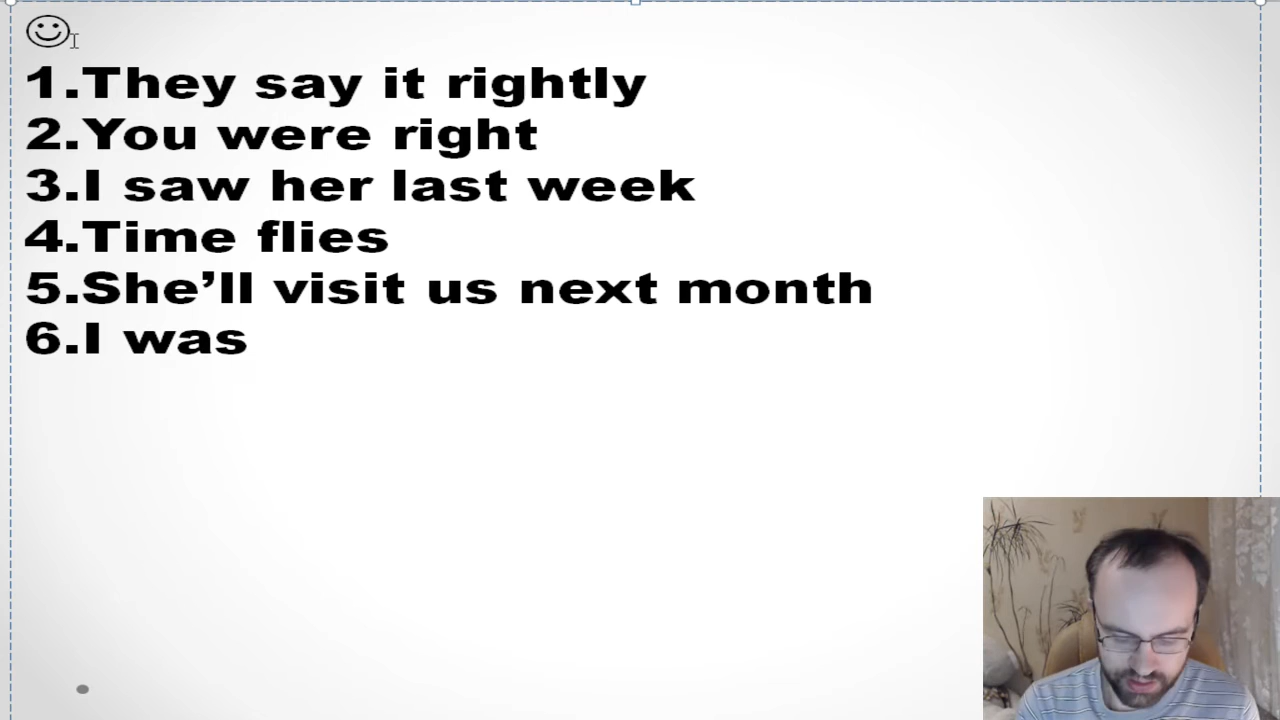 ☺
1.They say it rightly
2.You were right
3.I saw her last week
4.Time flies
5.She’ll visit us next month
6.I was